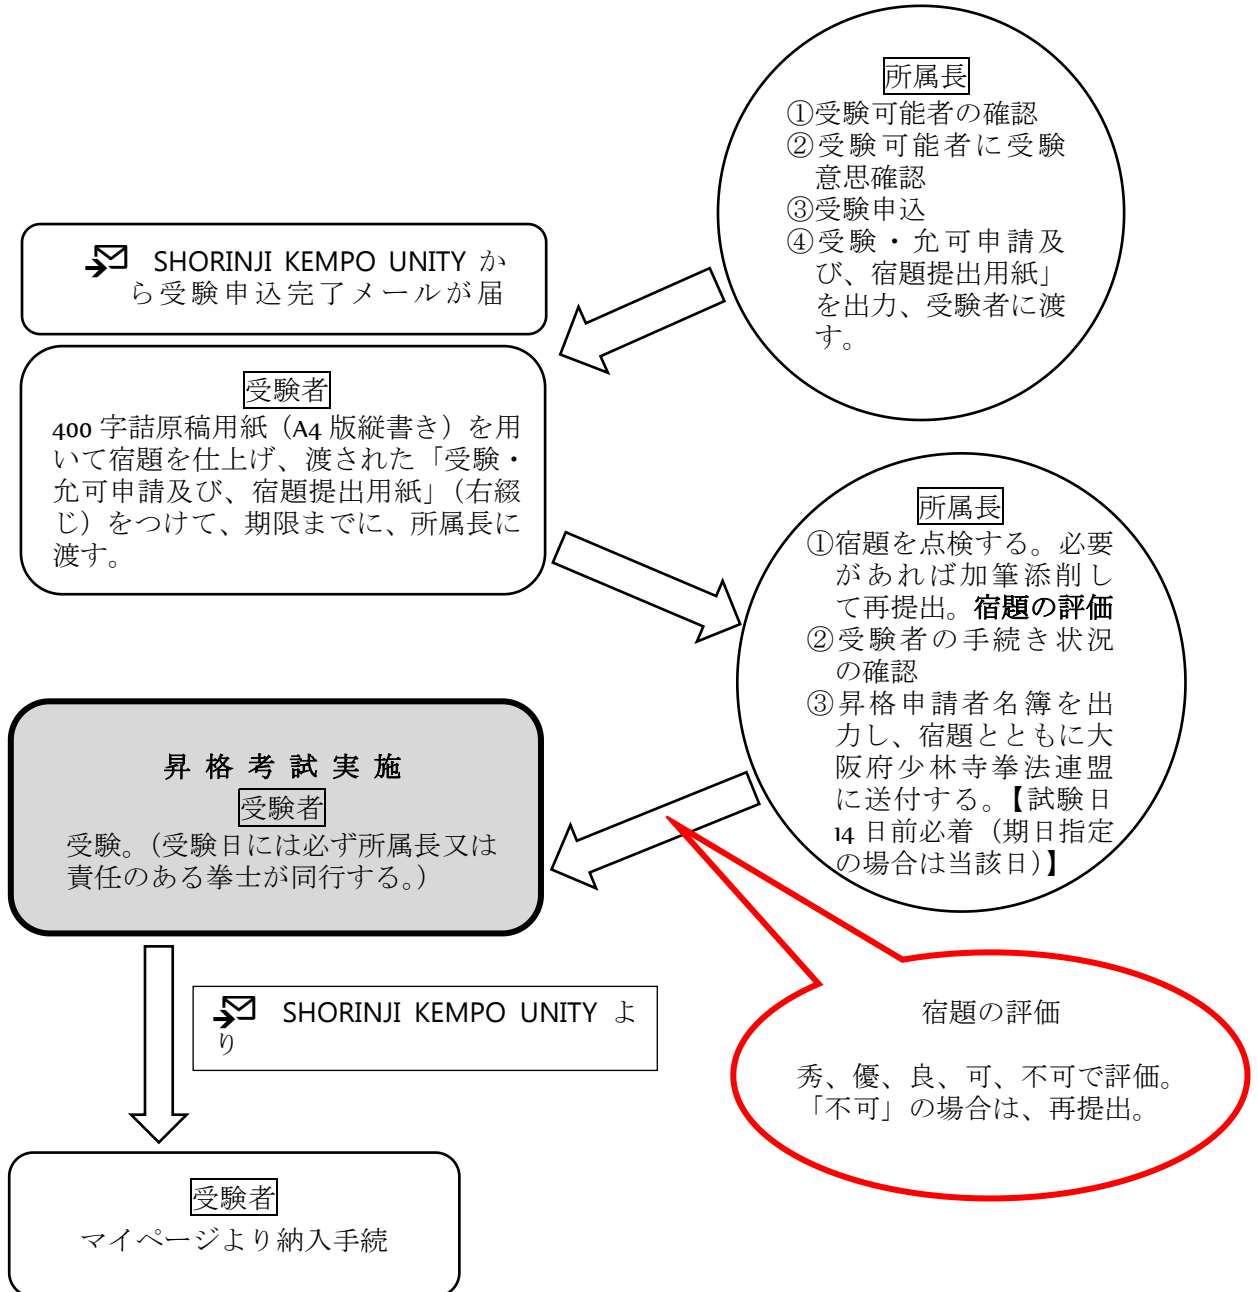 所属長
①受験可能者の確認
②受験可能者に受験
意思確認
③受験申込
④受験・允可申請及
び、宿題提出用紙」
を出力、受験者に渡
す。
SHORINJI KEMPO UNITY か
ら受験申込完了メールが届
受験者
400 字詰原稿用紙（A4 版縦書き）を用
いて宿題を仕上げ、渡された「受験・
允可申請及び、宿題提出用紙」（右綴
じ）をつけて、期限までに、所属長に
渡す。
所属長
①宿題を点検する。必要
があれば加筆添削し
て再提出。宿題の評価
②受験者の手続き状況
の確認
③昇格申請者名簿を出
力し、宿題とともに大
阪府少林寺拳法連盟
に送付する。【試験日
14 日前必着（期日指定
の場合は当該日）】
昇格考試実施
受験者
受験。（受験日には必ず所属長又は
責任のある拳士が同行する。）
SHORINJI KEMPO UNITY よ
り
宿題の評価
秀、優、良、可、不可で評価。
「不可」の場合は、再提出。
受験者
マイページより納入手続